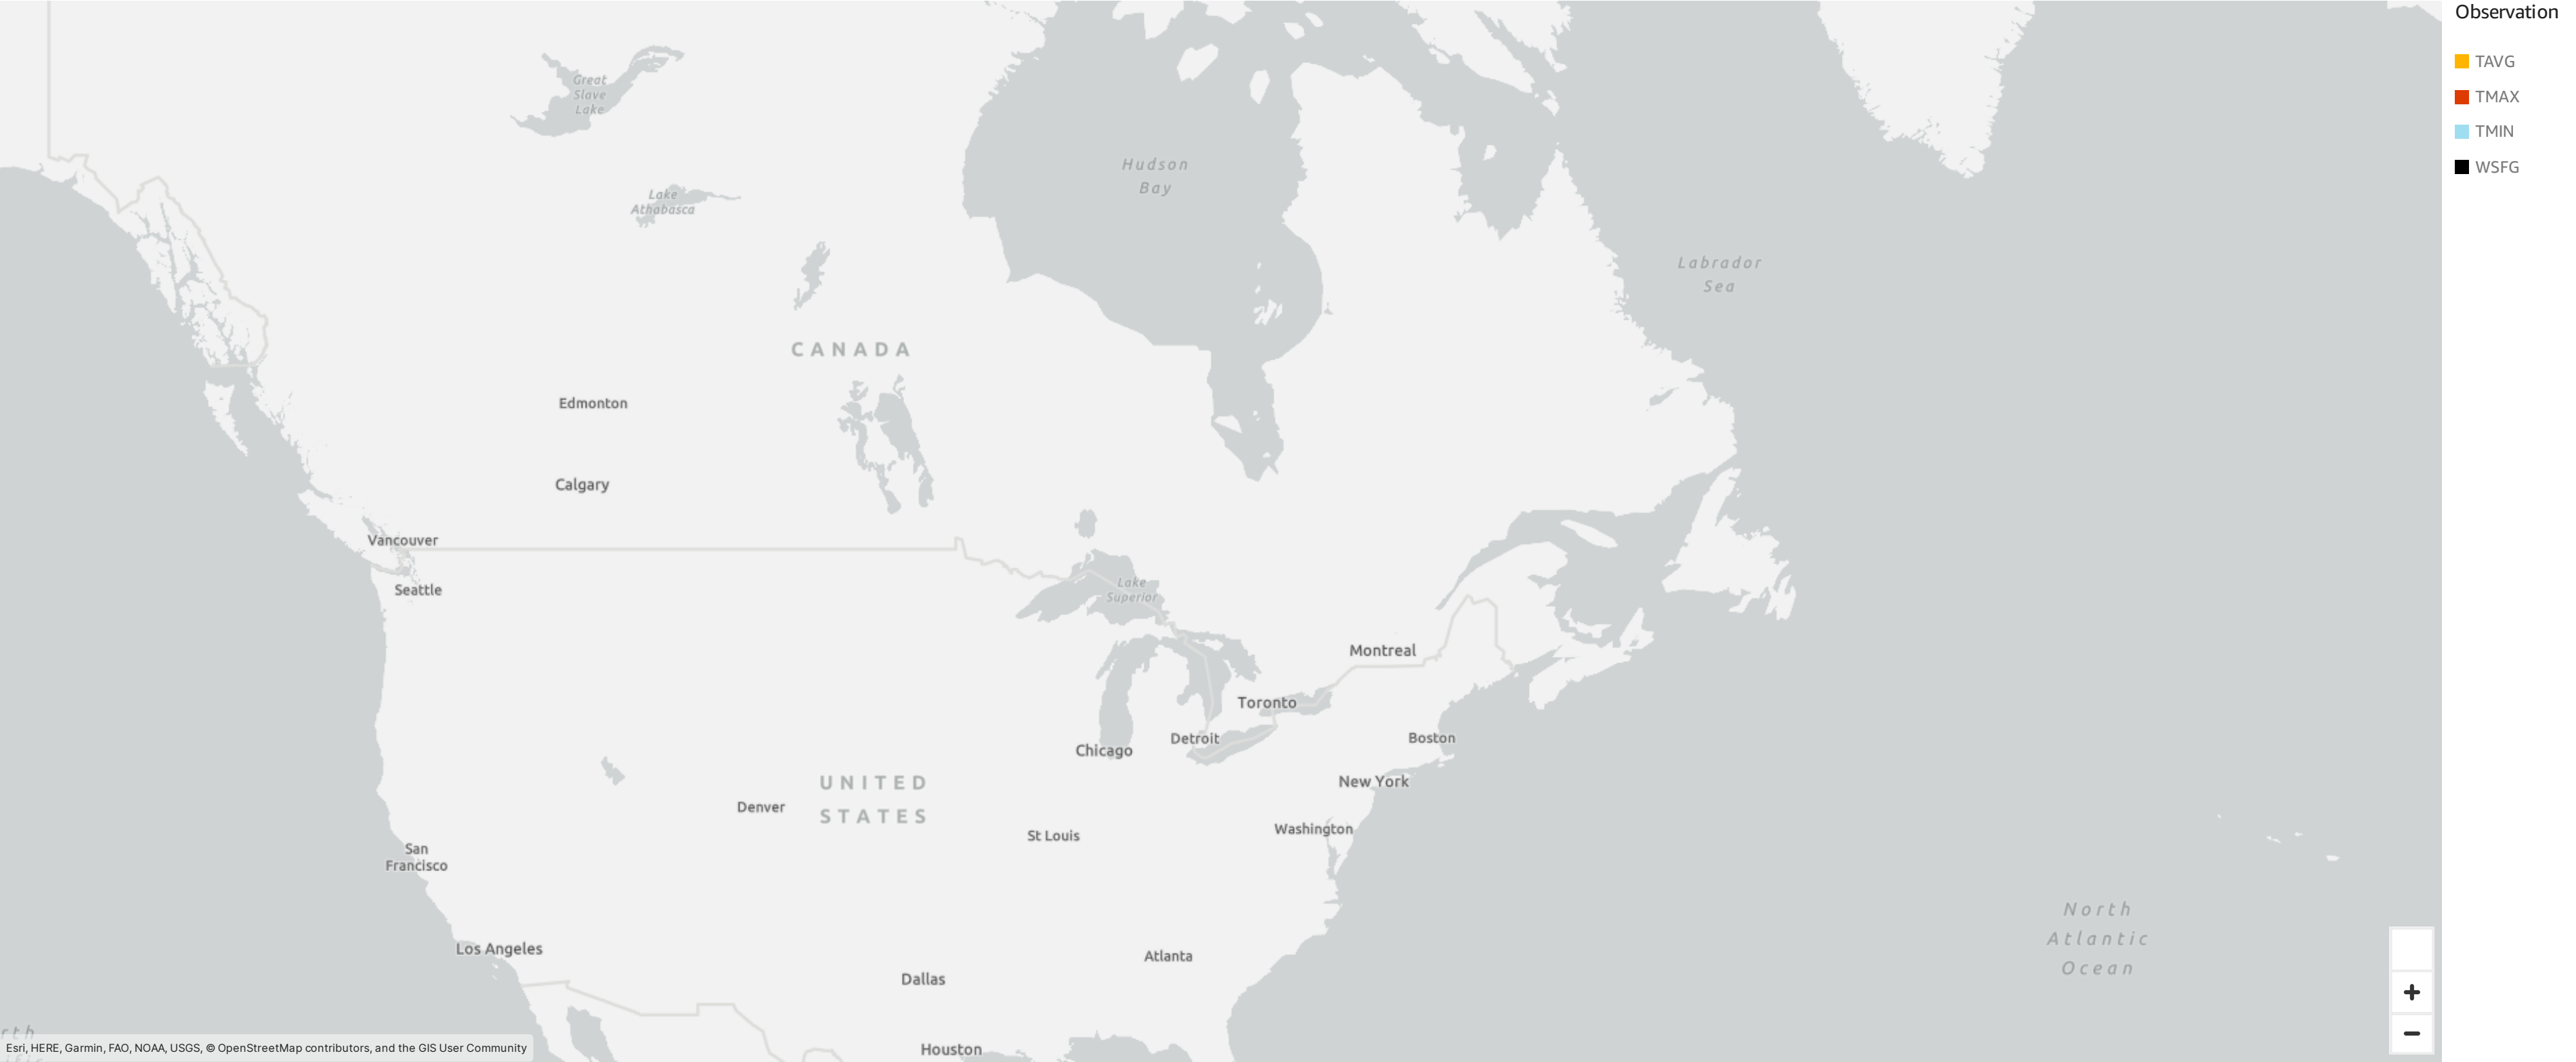 Observation
TAVG
TMAX
TMIN
WSFG
Great
Slave
Lake
Lake
Athabasca
Hudson
Bay
Labrador
Sea
CANADA
Edmonton
Calgary
Vancouver
Seattle
Lake
Superior
Montreal
Toronto
Detroit
Boston
Chicago
New York
UNITED
STATES
Denver
St Louis
Washington
San
Francisco
North
Atlantic
Ocean
Los Angeles
Atlanta
Dallas
Houston
Esri, HERE, Garmin, FAO, NOAA, USGS, © OpenStreetMap contributors, and the GIS User Community
+
−